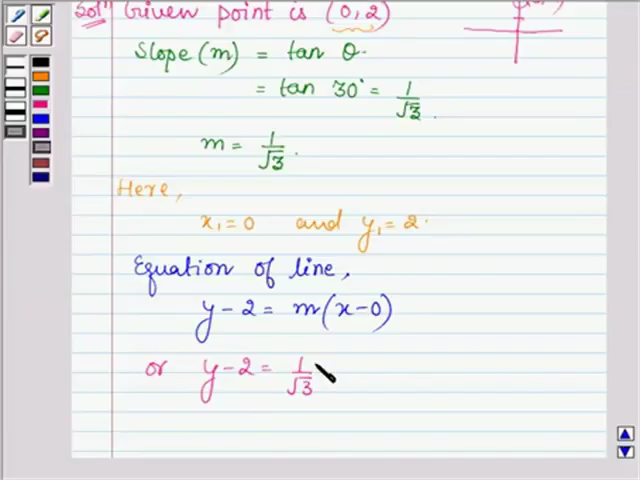 Solⁿ Given point is (0, 2)
Slope (m) = tan θ.
= tan 30° = 1/√3.
m = 1/√3.
Here,
x₁ = 0 and y₁ = 2.
Equation of line,
y - 2 = m(x - 0)
or y - 2 = 1/√3